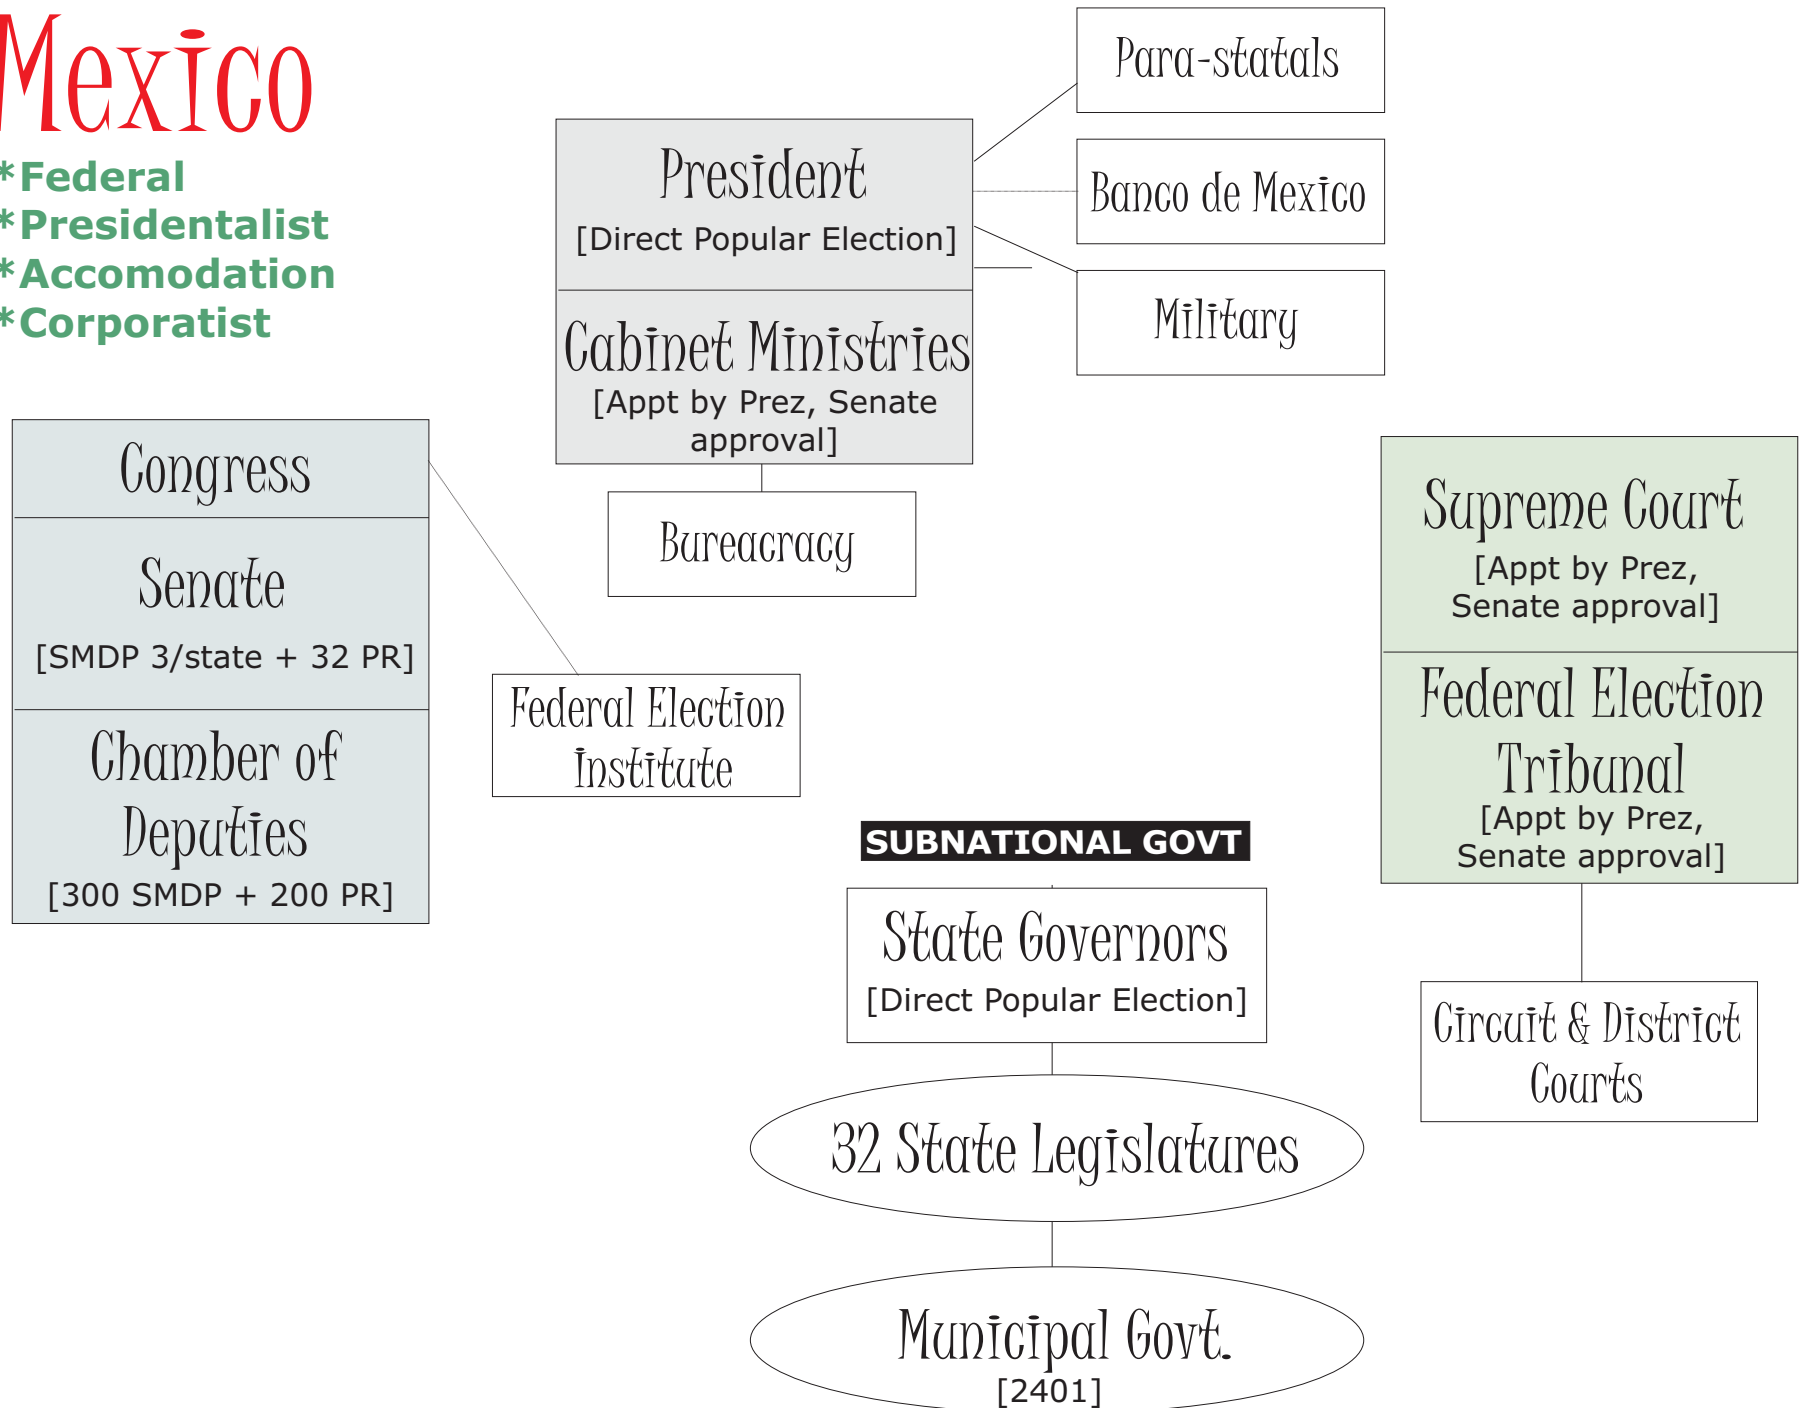 Mexico
*Federal
*Presidentalist
*Accomodation
*Corporatist
President
[Direct Popular Election]
Cabinet Ministries
[Appt by Prez, Senate
approval]
Bureacracy
Para-statals
Banco de Mexico
Military
Congress
Senate
[SMDP 3/state + 32 PR]
Chamber of
Deputies
[300 SMDP + 200 PR]
Federal Election
Institute
Supreme Court
[Appt by Prez,
Senate approval]
Federal Election
Tribunal
[Appt by Prez,
Senate approval]
Circuit & District
Courts
SUBNATIONAL GOVT
State Governors
[Direct Popular Election]
32 State Legislatures
Municipal Govt.
[2401]